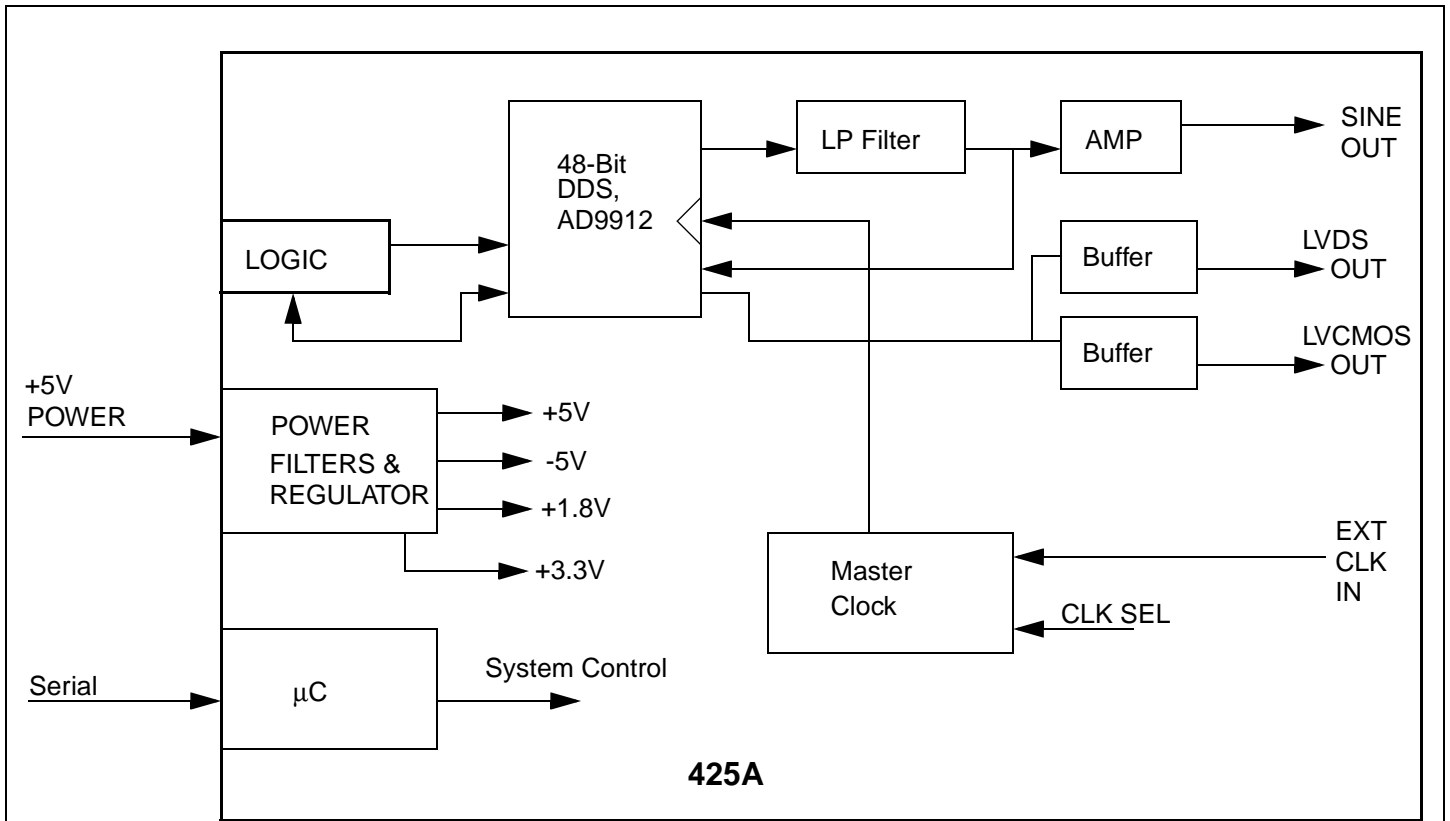 48-Bit
DDS,
AD9912
LP Filter
AMP
SINE
OUT
LOGIC
Buffer
LVDS
OUT
Buffer
LVCMOS
OUT
+5V
POWER
POWER
FILTERS &
REGULATOR
+5V
-5V
+1.8V
+3.3V
Master
Clock
EXT
CLK
IN
CLK SEL
Serial
μC
System Control
425A